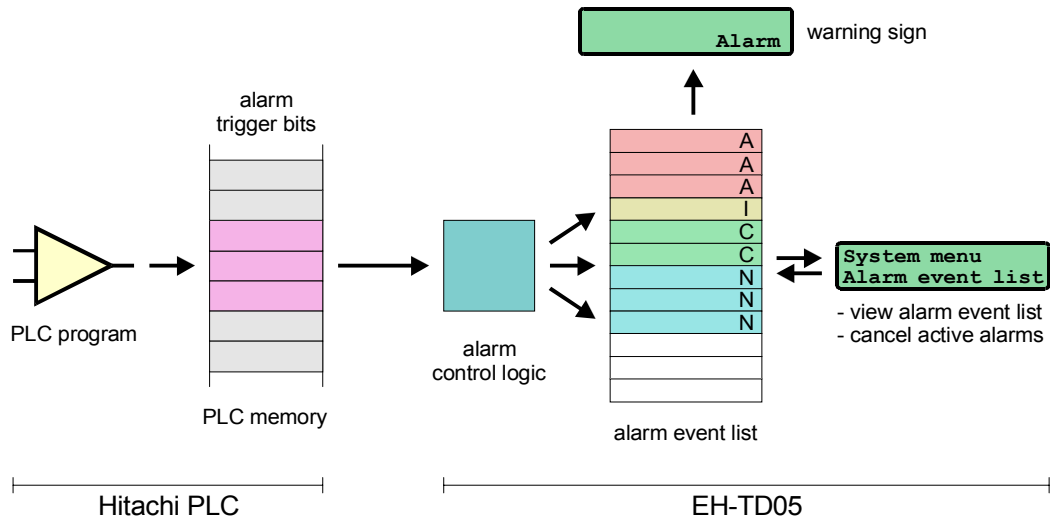 Alarm
warning sign
alarm
trigger bits
A
A
A
I
C
C
N
N
N
System menu
Alarm event list
- view alarm event list
- cancel active alarms
PLC program
alarm
control logic
PLC memory
alarm event list
Hitachi PLC
EH-TD05